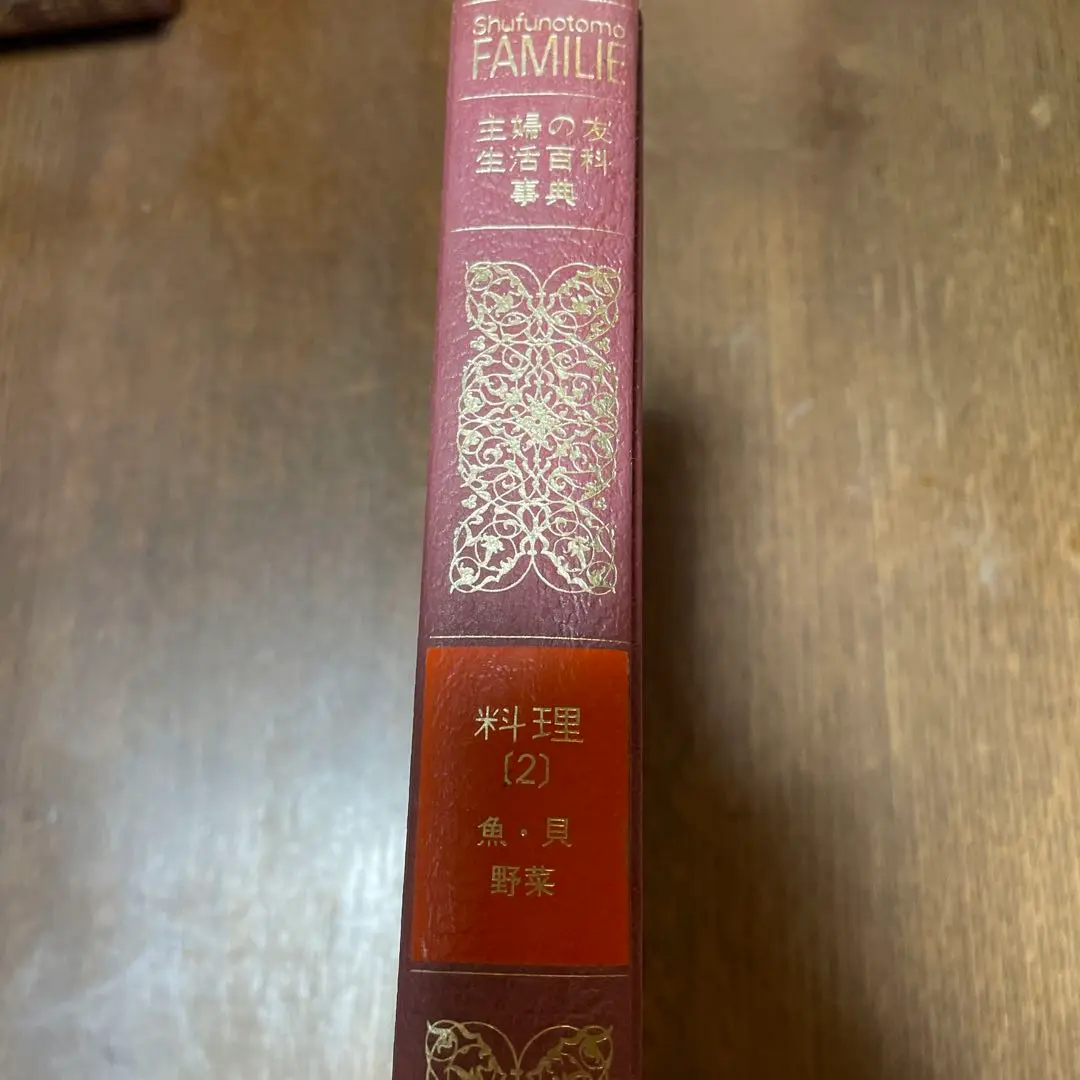 Shufunotomo
FAMILIE
主婦の友
生活百科
事典
料理
〔2〕
魚・貝
野菜